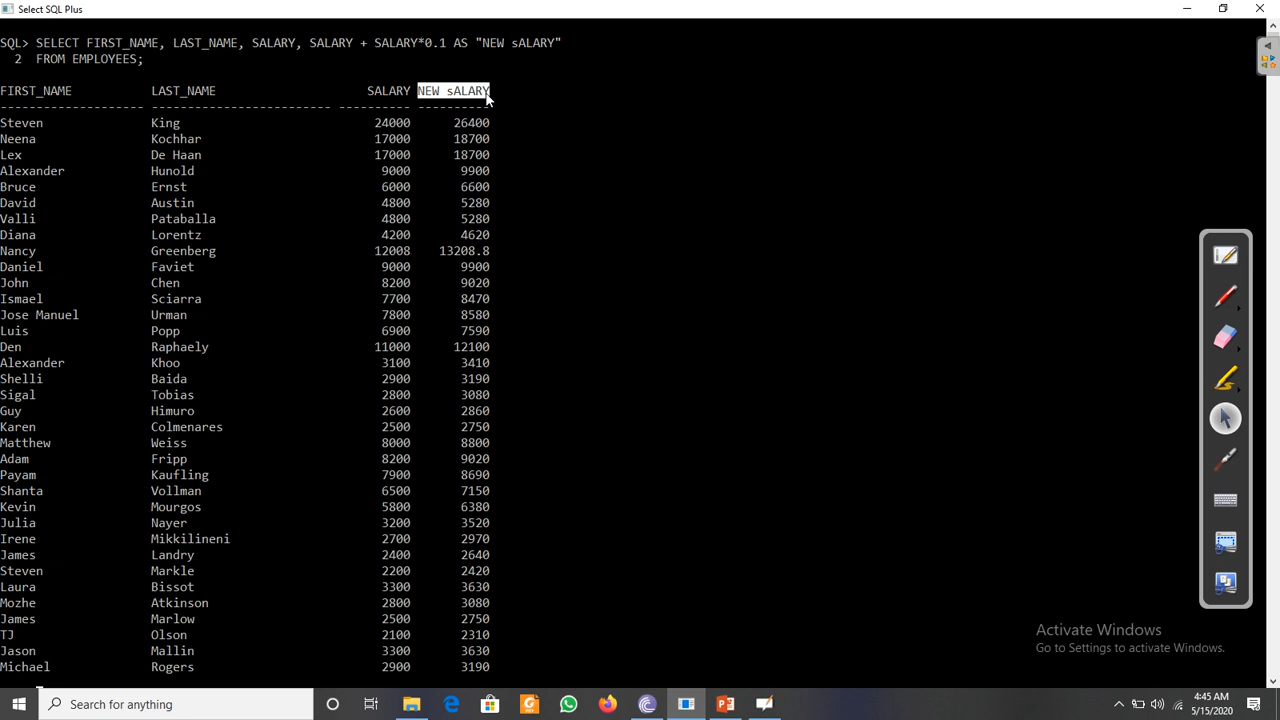 Select SQL Plus
SQL> SELECT FIRST_NAME, LAST_NAME, SALARY, SALARY + SALARY*0.1 AS "NEW sALARY"
2 FROM EMPLOYEES;
FIRST_NAME LAST_NAME SALARY NEW sALARY
-------------------- ------------------------- ---------- ----------
Steven King 24000 26400
Neena Kochhar 17000 18700
Lex De Haan 17000 18700
Alexander Hunold 9000 9900
Bruce Ernst 6000 6600
David Austin 4800 5280
Valli Pataballa 4800 5280
Diana Lorentz 4200 4620
Nancy Greenberg 12008 13208.8
Daniel Faviet 9000 9900
John Chen 8200 9020
Ismael Sciarra 7700 8470
Jose Manuel Urman 7800 8580
Luis Popp 6900 7590
Den Raphaely 11000 12100
Alexander Khoo 3100 3410
Shelli Baida 2900 3190
Sigal Tobias 2800 3080
Guy Himuro 2600 2860
Karen Colmenares 2500 2750
Matthew Weiss 8000 8800
Adam Fripp 8200 9020
Payam Kaufling 7900 8690
Shanta Vollman 6500 7150
Kevin Mourgos 5800 6380
Julia Nayer 3200 3520
Irene Mikkilineni 2700 2970
James Landry 2400 2640
Steven Markle 2200 2420
Laura Bissot 3300 3630
Mozhe Atkinson 2800 3080
James Marlow 2500 2750
TJ Olson 2100 2310
Jason Mallin 3300 3630
Michael Rogers 2900 3190
Activate Windows
Go to Settings to activate Windows.
Search for anything
4:45 AM
5/15/2020